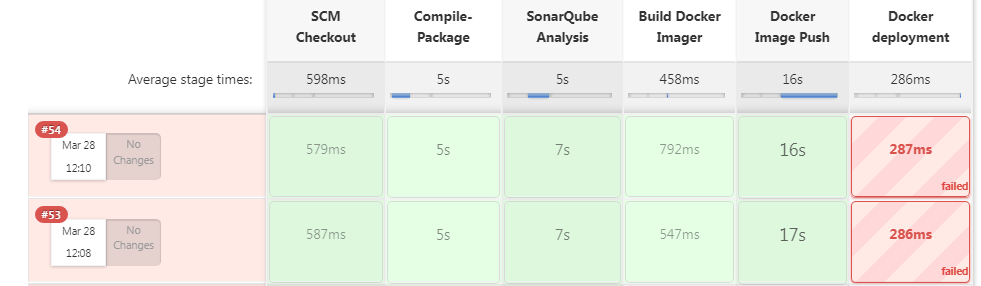 SCM Checkout
Compile-Package
SonarQube Analysis
Build Docker Imager
Docker Image Push
Docker deployment
Average stage times:
598ms
5s
5s
458ms
16s
286ms
#54
Mar 28
12:10
No
Changes
579ms
5s
7s
792ms
16s
287ms
failed
#53
Mar 28
12:08
No
Changes
587ms
5s
7s
547ms
17s
286ms
failed